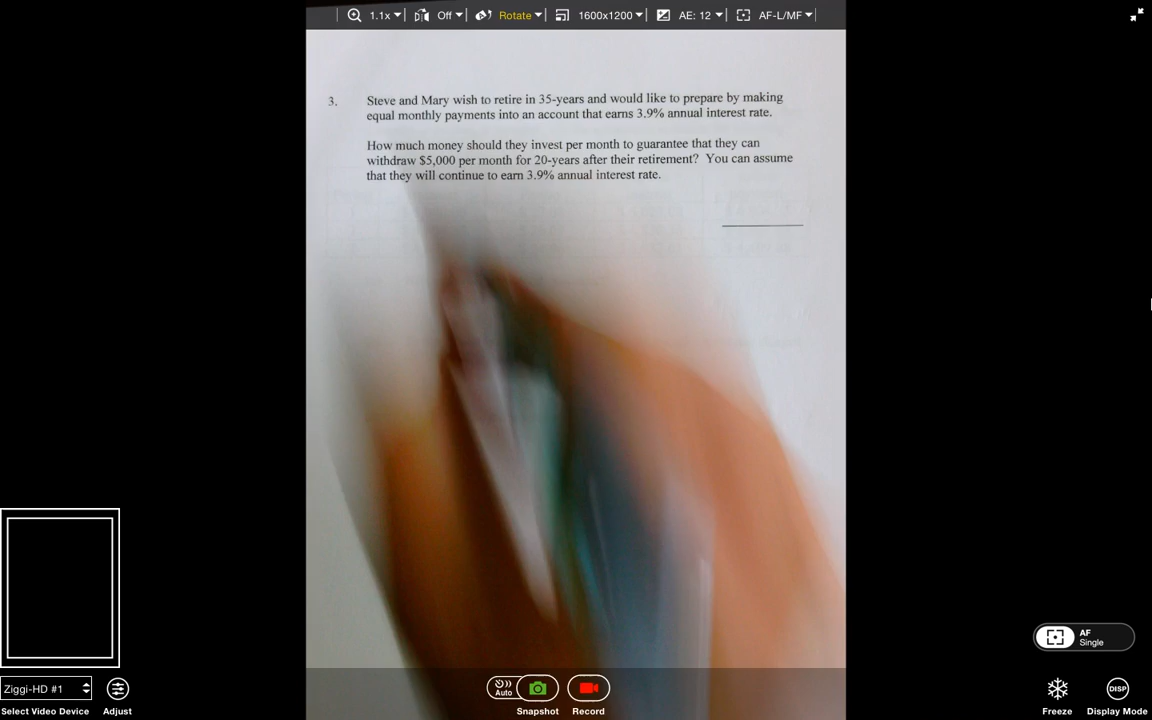 1.1x
Off
Rotate
1600x1200
AE: 12
AF-L/MF
3. Steve and Mary wish to retire in 35-years and would like to prepare by making
equal monthly payments into an account that earns 3.9% annual interest rate.
How much money should they invest per month to guarantee that they can
withdraw $5,000 per month for 20-years after their retirement? You can assume
that they will continue to earn 3.9% annual interest rate.
AF
Single
Ziggi-HD #1
Auto
DISP
Select Video Device
Adjust
Snapshot
Record
Freeze
Display Mode